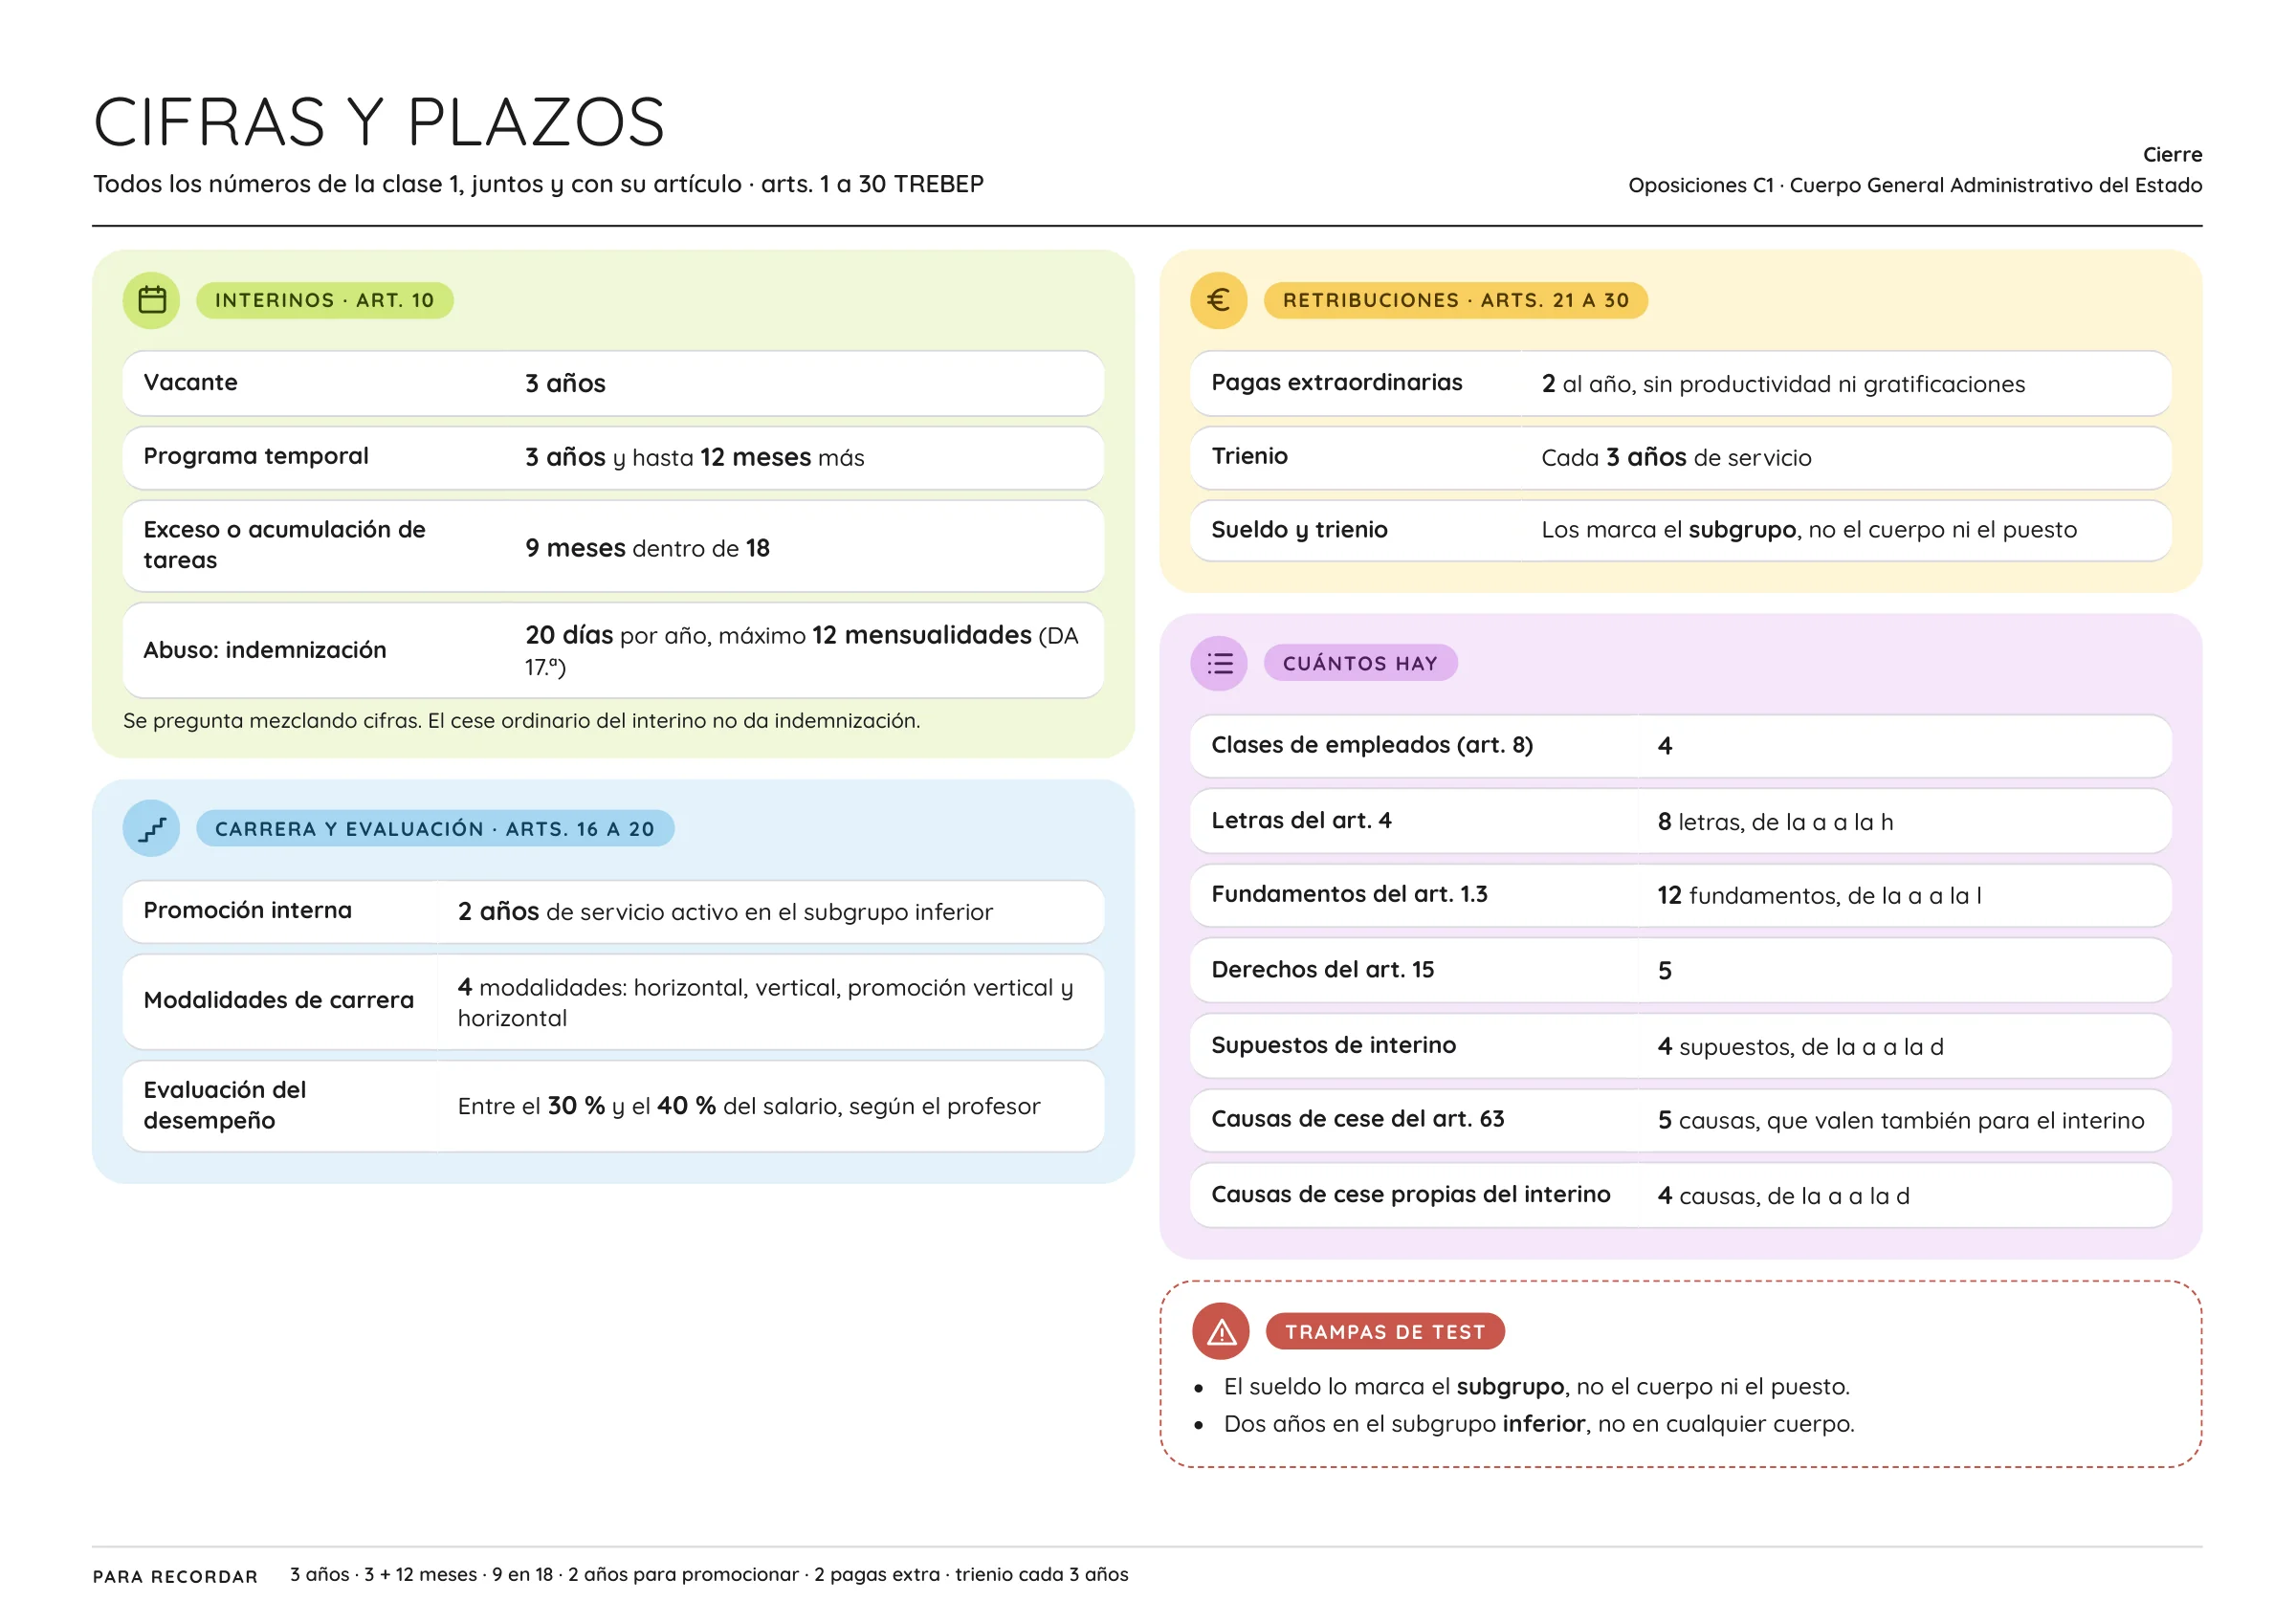 CIFRAS Y PLAZOS
Todos los números de la clase 1, juntos y con su artículo · arts. 1 a 30 TREBEP
Cierre
Oposiciones C1 · Cuerpo General Administrativo del Estado
INTERINOS · ART. 10
Vacante 3 años
Programa temporal 3 años y hasta 12 meses más
Exceso o acumulación de
tareas
9 meses dentro de 18
Abuso: indemnización
20 días por año, máximo 12 mensualidades (DA
17.ª)
Se pregunta mezclando cifras. El cese ordinario del interino no da indemnización.
CARRERA Y EVALUACIÓN · ARTS. 16 A 20
Promoción interna 2 años de servicio activo en el subgrupo inferior
Modalidades de carrera
4 modalidades: horizontal, vertical, promoción vertical y
horizontal
Evaluación del
desempeño
Entre el 30 % y el 40 % del salario, según el profesor
RETRIBUCIONES · ARTS. 21 A 30
Pagas extraordinarias 2 al año, sin productividad ni gratificaciones
Trienio Cada 3 años de servicio
Sueldo y trienio Los marca el subgrupo, no el cuerpo ni el puesto
CUÁNTOS HAY
Clases de empleados (art. 8) 4
Letras del art. 4 8 letras, de la a a la h
Fundamentos del art. 1.3 12 fundamentos, de la a a la l
Derechos del art. 15 5
Supuestos de interino 4 supuestos, de la a a la d
Causas de cese del art. 63 5 causas, que valen también para el interino
Causas de cese propias del interino 4 causas, de la a a la d
TRAMPAS DE TEST
• El sueldo lo marca el subgrupo, no el cuerpo ni el puesto.
• Dos años en el subgrupo inferior, no en cualquier cuerpo.
PARA RECORDAR 3 años · 3 + 12 meses · 9 en 18 · 2 años para promocionar · 2 pagas extra · trienio cada 3 años